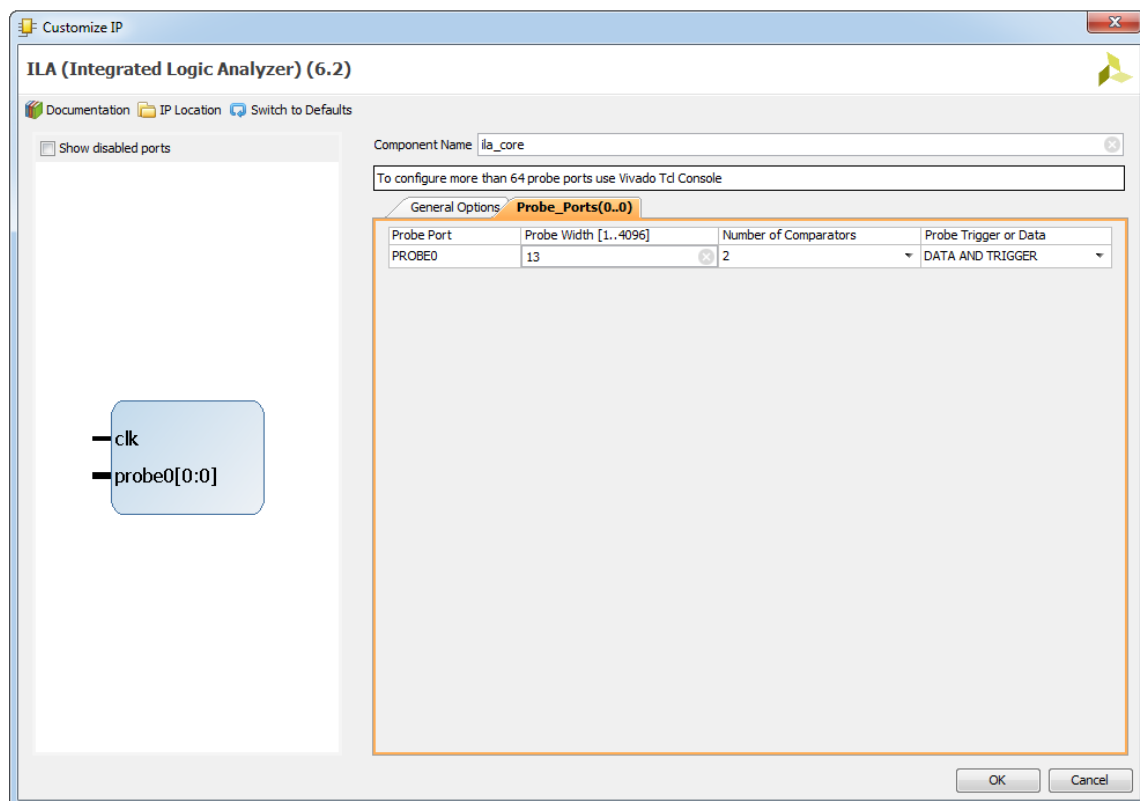 Customize IP
ILA (Integrated Logic Analyzer) (6.2)
Documentation IP Location Switch to Defaults
Show disabled ports
clk
probe0[0:0]
Component Name ila_core
To configure more than 64 probe ports use Vivado Tcl Console
General Options Probe_Ports(0..0)
Probe Port Probe Width [1..4096] Number of Comparators Probe Trigger or Data
PROBE0 13 2 DATA AND TRIGGER
OK Cancel